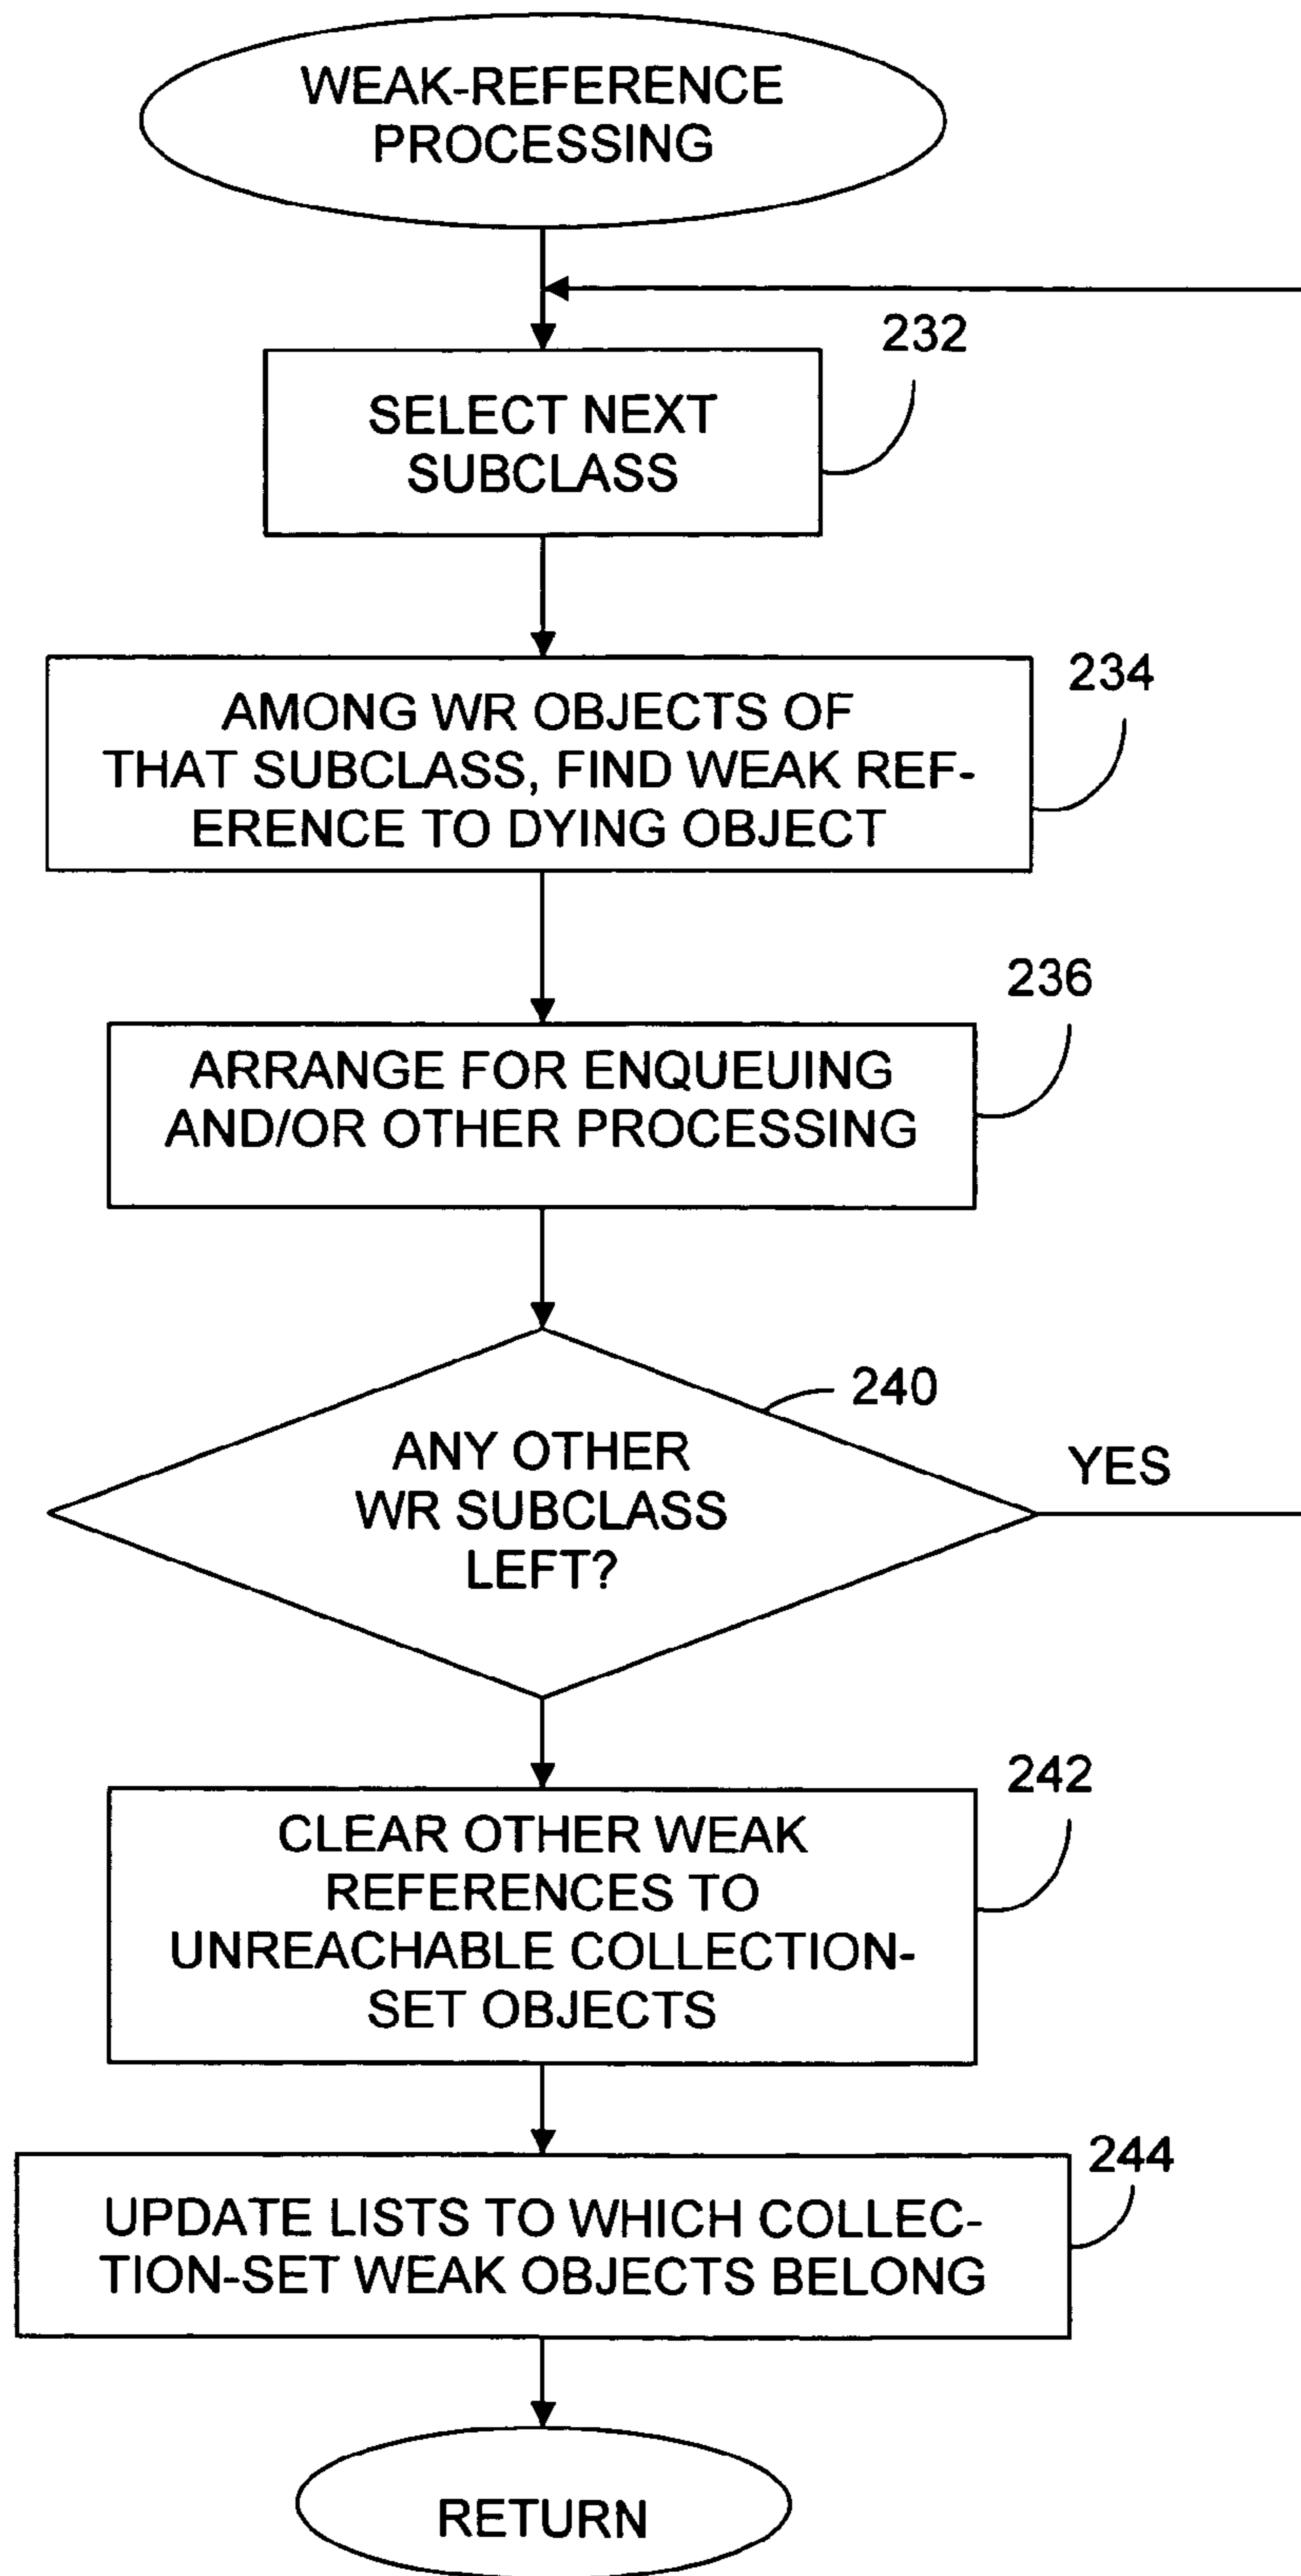 WEAK-REFERENCE
PROCESSING
232
SELECT NEXT
SUBCLASS
234
AMONG WR OBJECTS OF
THAT SUBCLASS, FIND WEAK REF-
ERENCE TO DYING OBJECT
236
ARRANGE FOR ENQUEUING
AND/OR OTHER PROCESSING
240
ANY OTHER
WR SUBCLASS
LEFT?
YES
242
CLEAR OTHER WEAK
REFERENCES TO
UNREACHABLE COLLECTION-
SET OBJECTS
244
UPDATE LISTS TO WHICH COLLEC-
TION-SET WEAK OBJECTS BELONG
RETURN